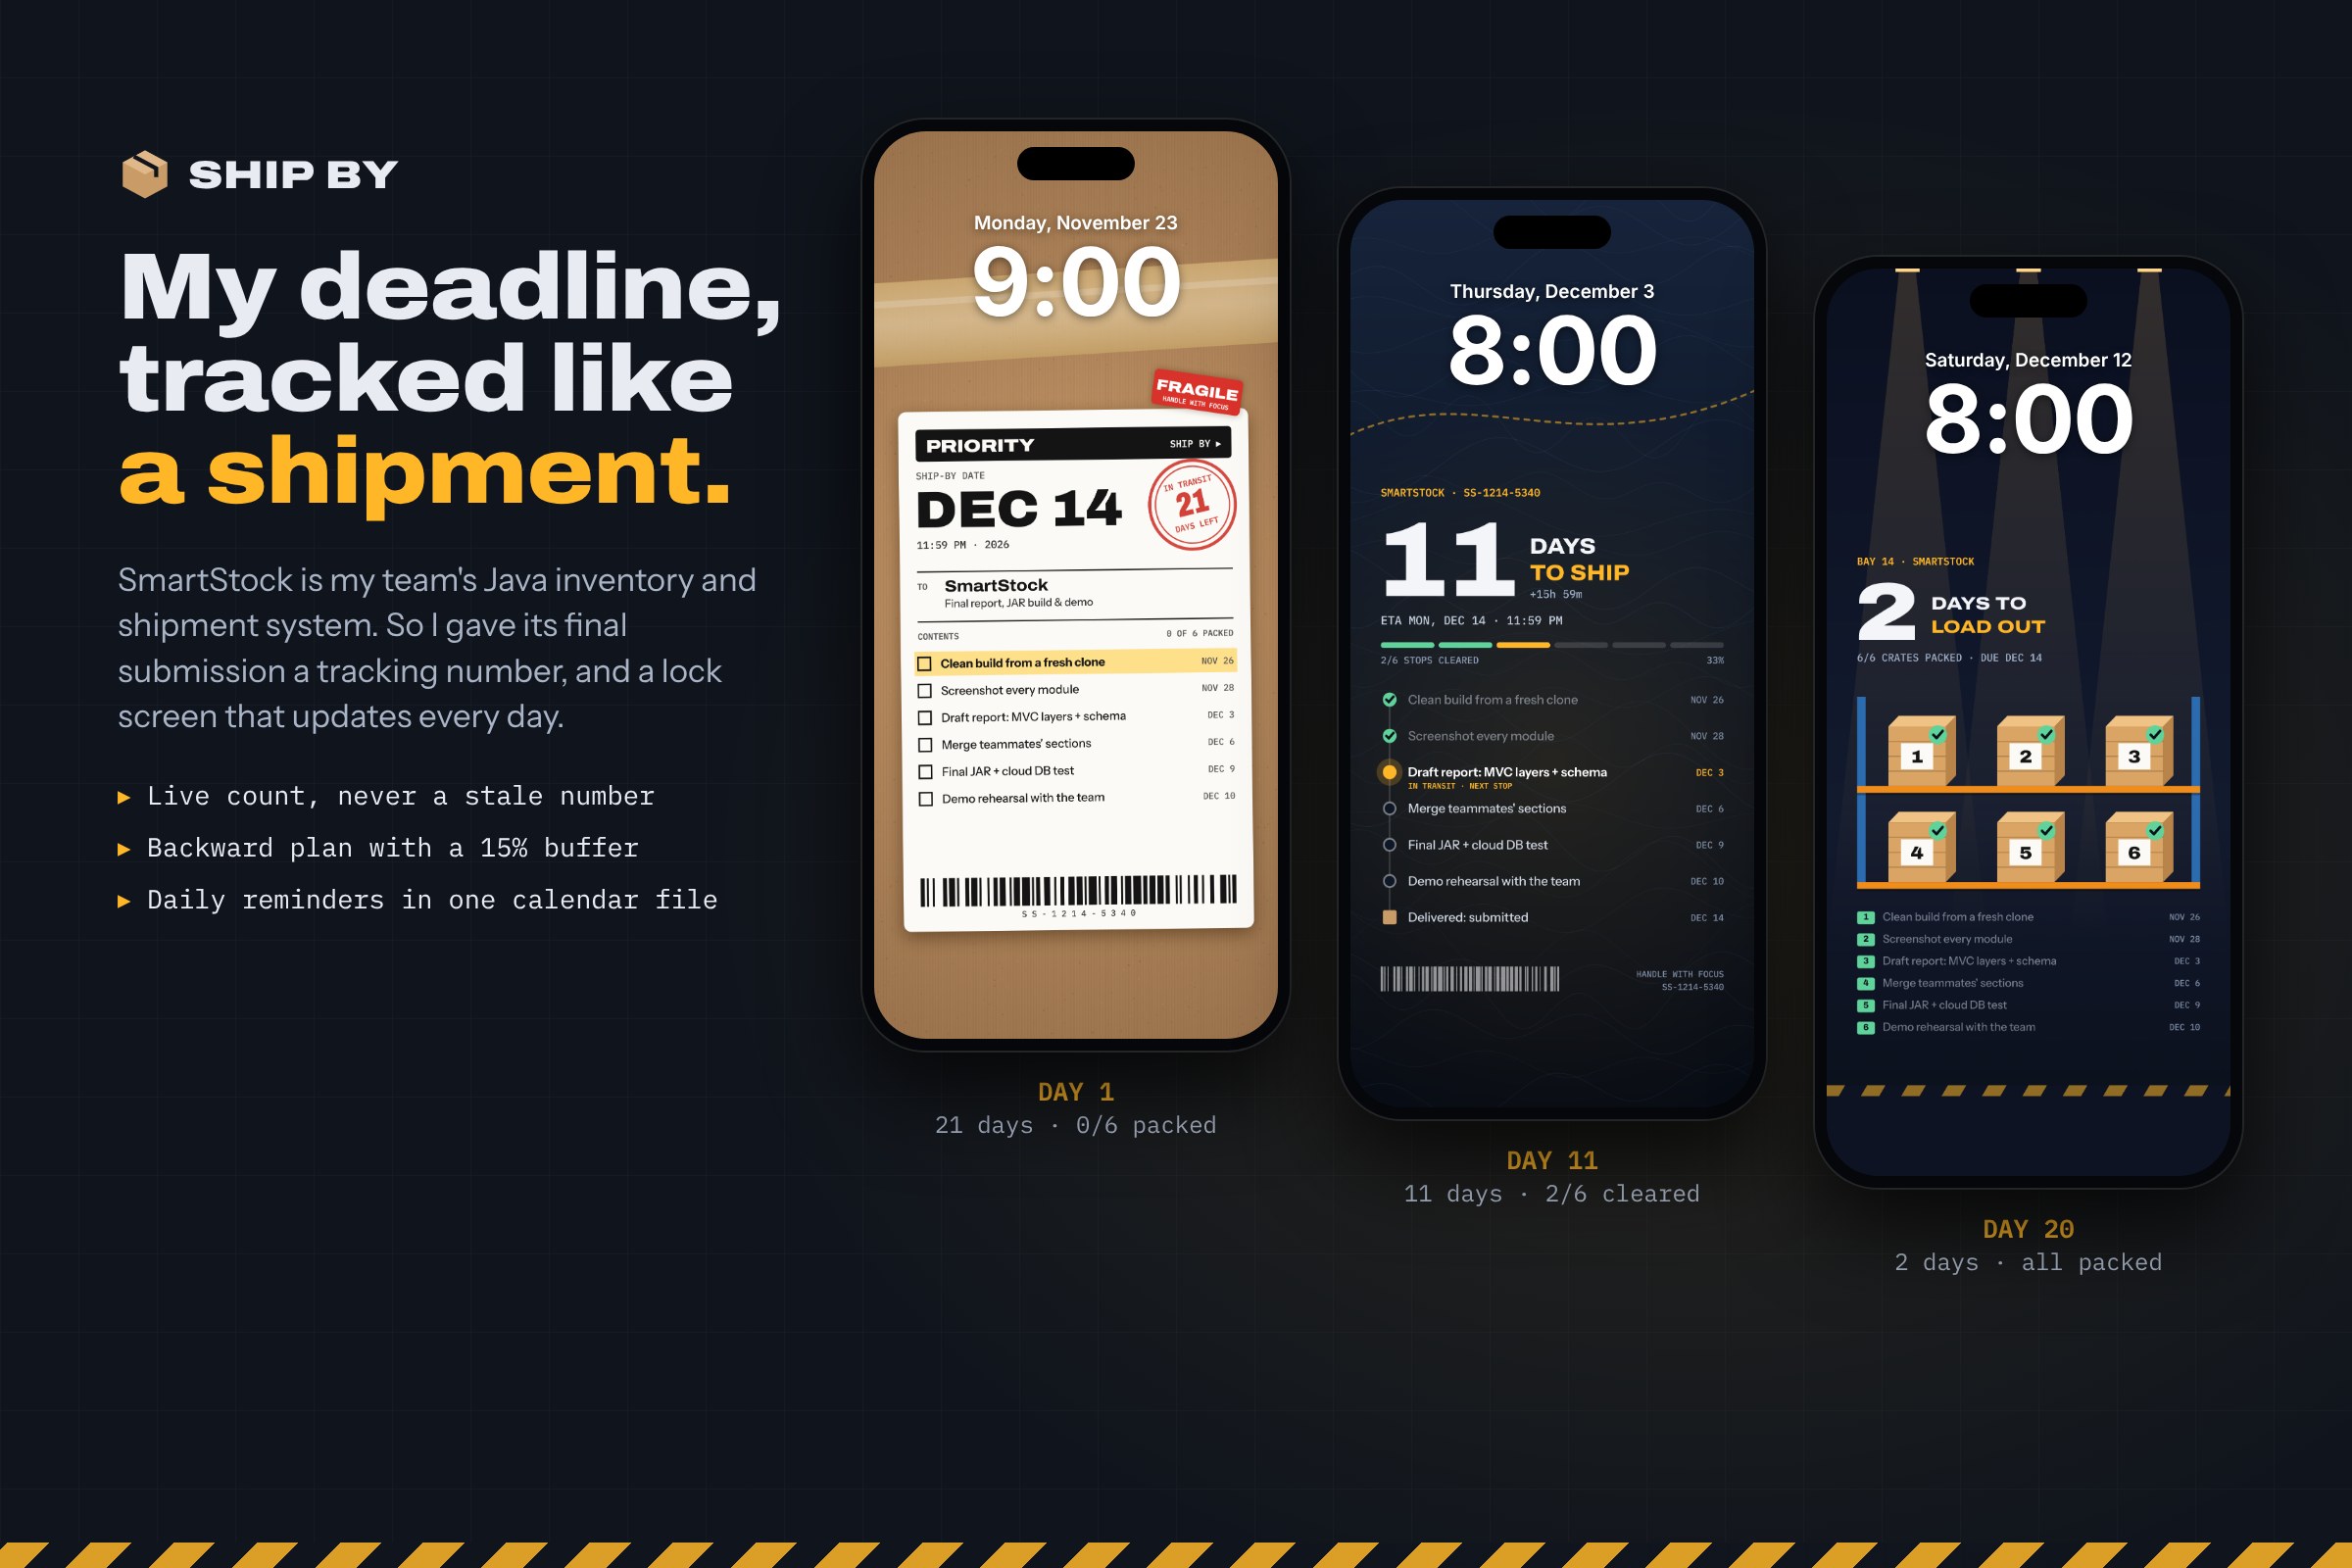 SHIP BY
My deadline,
tracked like
a shipment.
SmartStock is my team's Java inventory and
shipment system. So I gave its final
submission a tracking number, and a lock
screen that updates every day.
▸ Live count, never a stale number
▸ Backward plan with a 15% buffer
▸ Daily reminders in one calendar file
Monday, November 23
9:00
FRAGILE
HANDLE WITH FOCUS
PRIORITY SHIP BY ▸
SHIP-BY DATE
DEC 14
11:59 PM · 2026
IN TRANSIT
21
DAYS LEFT
TO SmartStock
Final report, JAR build & demo
CONTENTS 0 OF 6 PACKED
Clean build from a fresh clone NOV 26
Screenshot every module NOV 28
Draft report: MVC layers + schema DEC 3
Merge teammates' sections DEC 6
Final JAR + cloud DB test DEC 9
Demo rehearsal with the team DEC 10
SS-1214-5340
DAY 1
21 days · 0/6 packed
Thursday, December 3
8:00
SMARTSTOCK · SS-1214-5340
11 DAYS
TO SHIP
+15h 59m
ETA MON, DEC 14 · 11:59 PM
2/6 STOPS CLEARED 33%
Clean build from a fresh clone NOV 26
Screenshot every module NOV 28
Draft report: MVC layers + schema DEC 3
IN TRANSIT · NEXT STOP
Merge teammates' sections DEC 6
Final JAR + cloud DB test DEC 9
Demo rehearsal with the team DEC 10
Delivered: submitted DEC 14
HANDLE WITH FOCUS
SS-1214-5340
DAY 11
11 days · 2/6 cleared
Saturday, December 12
8:00
BAY 14 · SMARTSTOCK
2 DAYS TO
LOAD OUT
6/6 CRATES PACKED · DUE DEC 14
1 2 3
4 5 6
1 Clean build from a fresh clone NOV 26
2 Screenshot every module NOV 28
3 Draft report: MVC layers + schema DEC 3
4 Merge teammates' sections DEC 6
5 Final JAR + cloud DB test DEC 9
6 Demo rehearsal with the team DEC 10
DAY 20
2 days · all packed